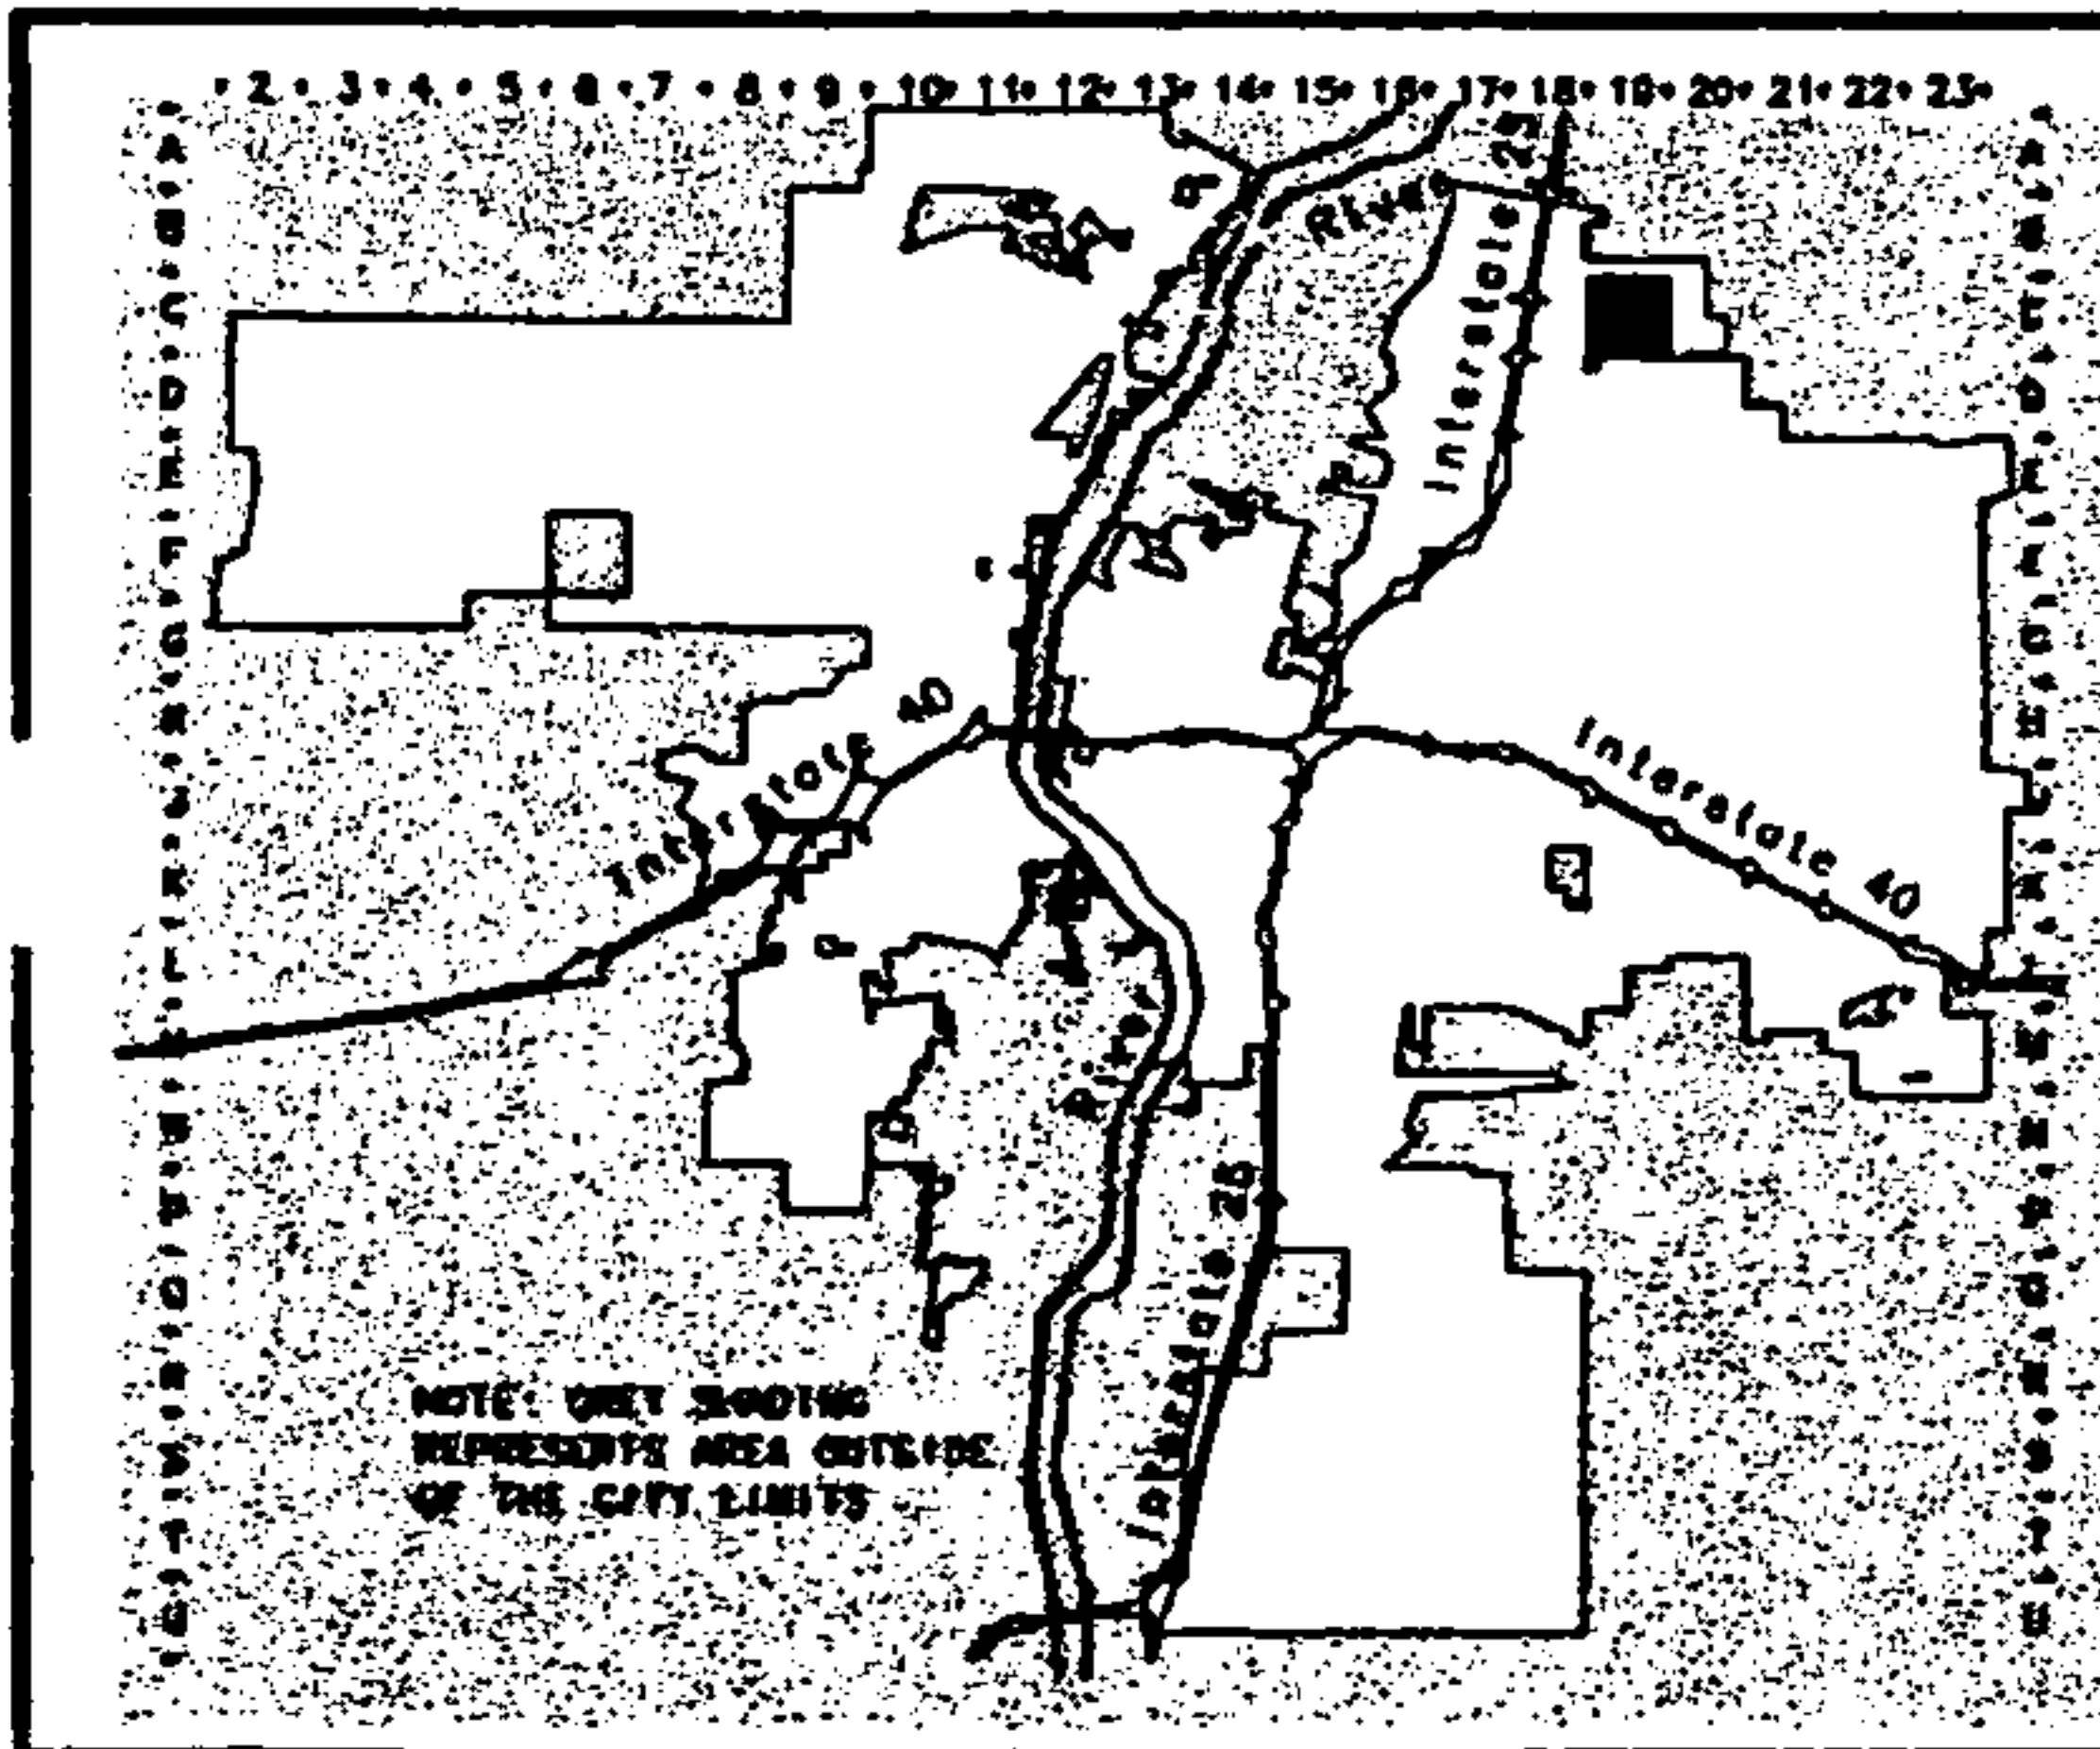 2 3 4 5 6 7 8 9 10 11 12 13 14 15 16 17 18 19 20 21 22 23
A A
B B
C C
D D
E E
F F
G G
H H
J J
K K
L L
M M
N N
P P
Q Q
R R
S S
T T
U U
River
Interstate 25
Interstate
Interstate 40
Interstate 40
River
Interstate 25
NOTE: GREY SHADING
REPRESENTS AREA OUTSIDE
OF THE CITY LIMITS